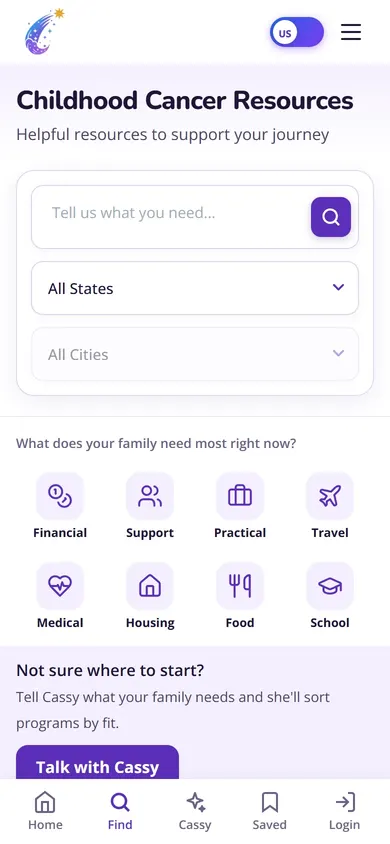 US
Childhood Cancer Resources
Helpful resources to support your journey
Tell us what you need...
All States
All Cities
What does your family need most right now?
Financial Support Practical Travel
Medical Housing Food School
Not sure where to start?
Tell Cassy what your family needs and she'll sort
programs by fit.
Talk with Cassy
Home Find Cassy Saved Login